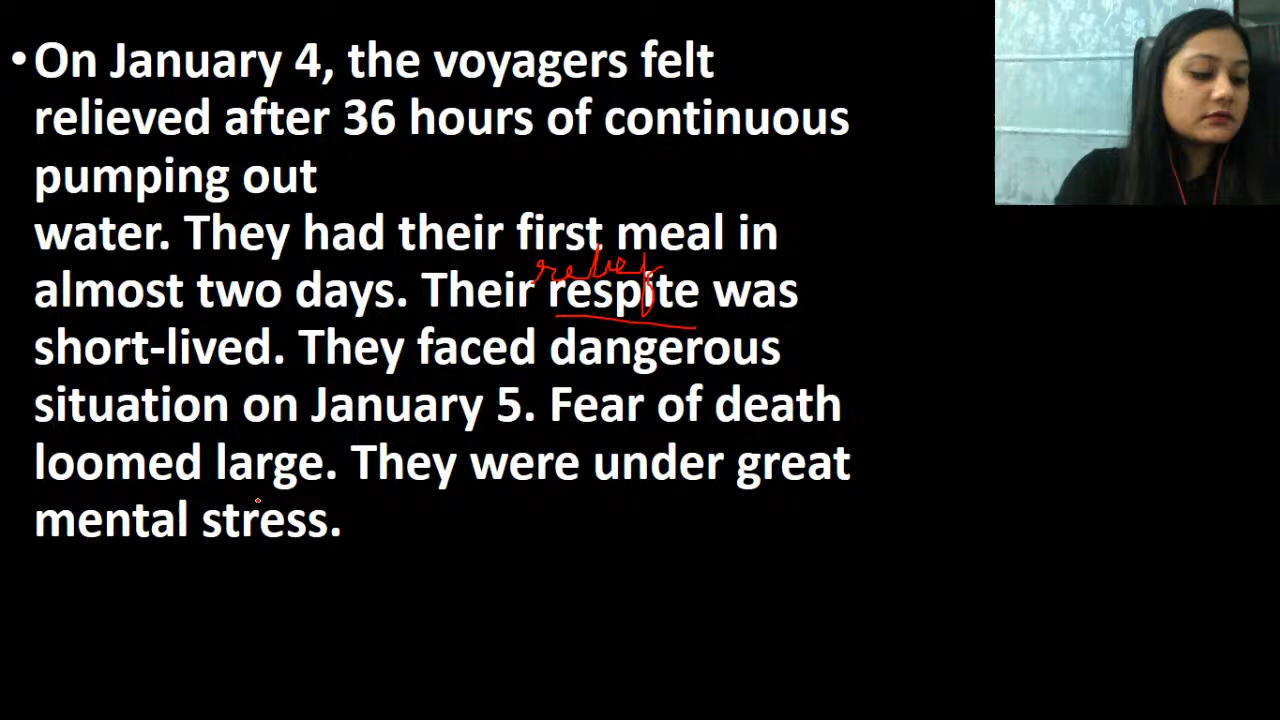 •On January 4, the voyagers felt
relieved after 36 hours of continuous
pumping out
water. They had their first meal in
relief
almost two days. Their respite was
short-lived. They faced dangerous
situation on January 5. Fear of death
loomed large. They were under great
mental stress.